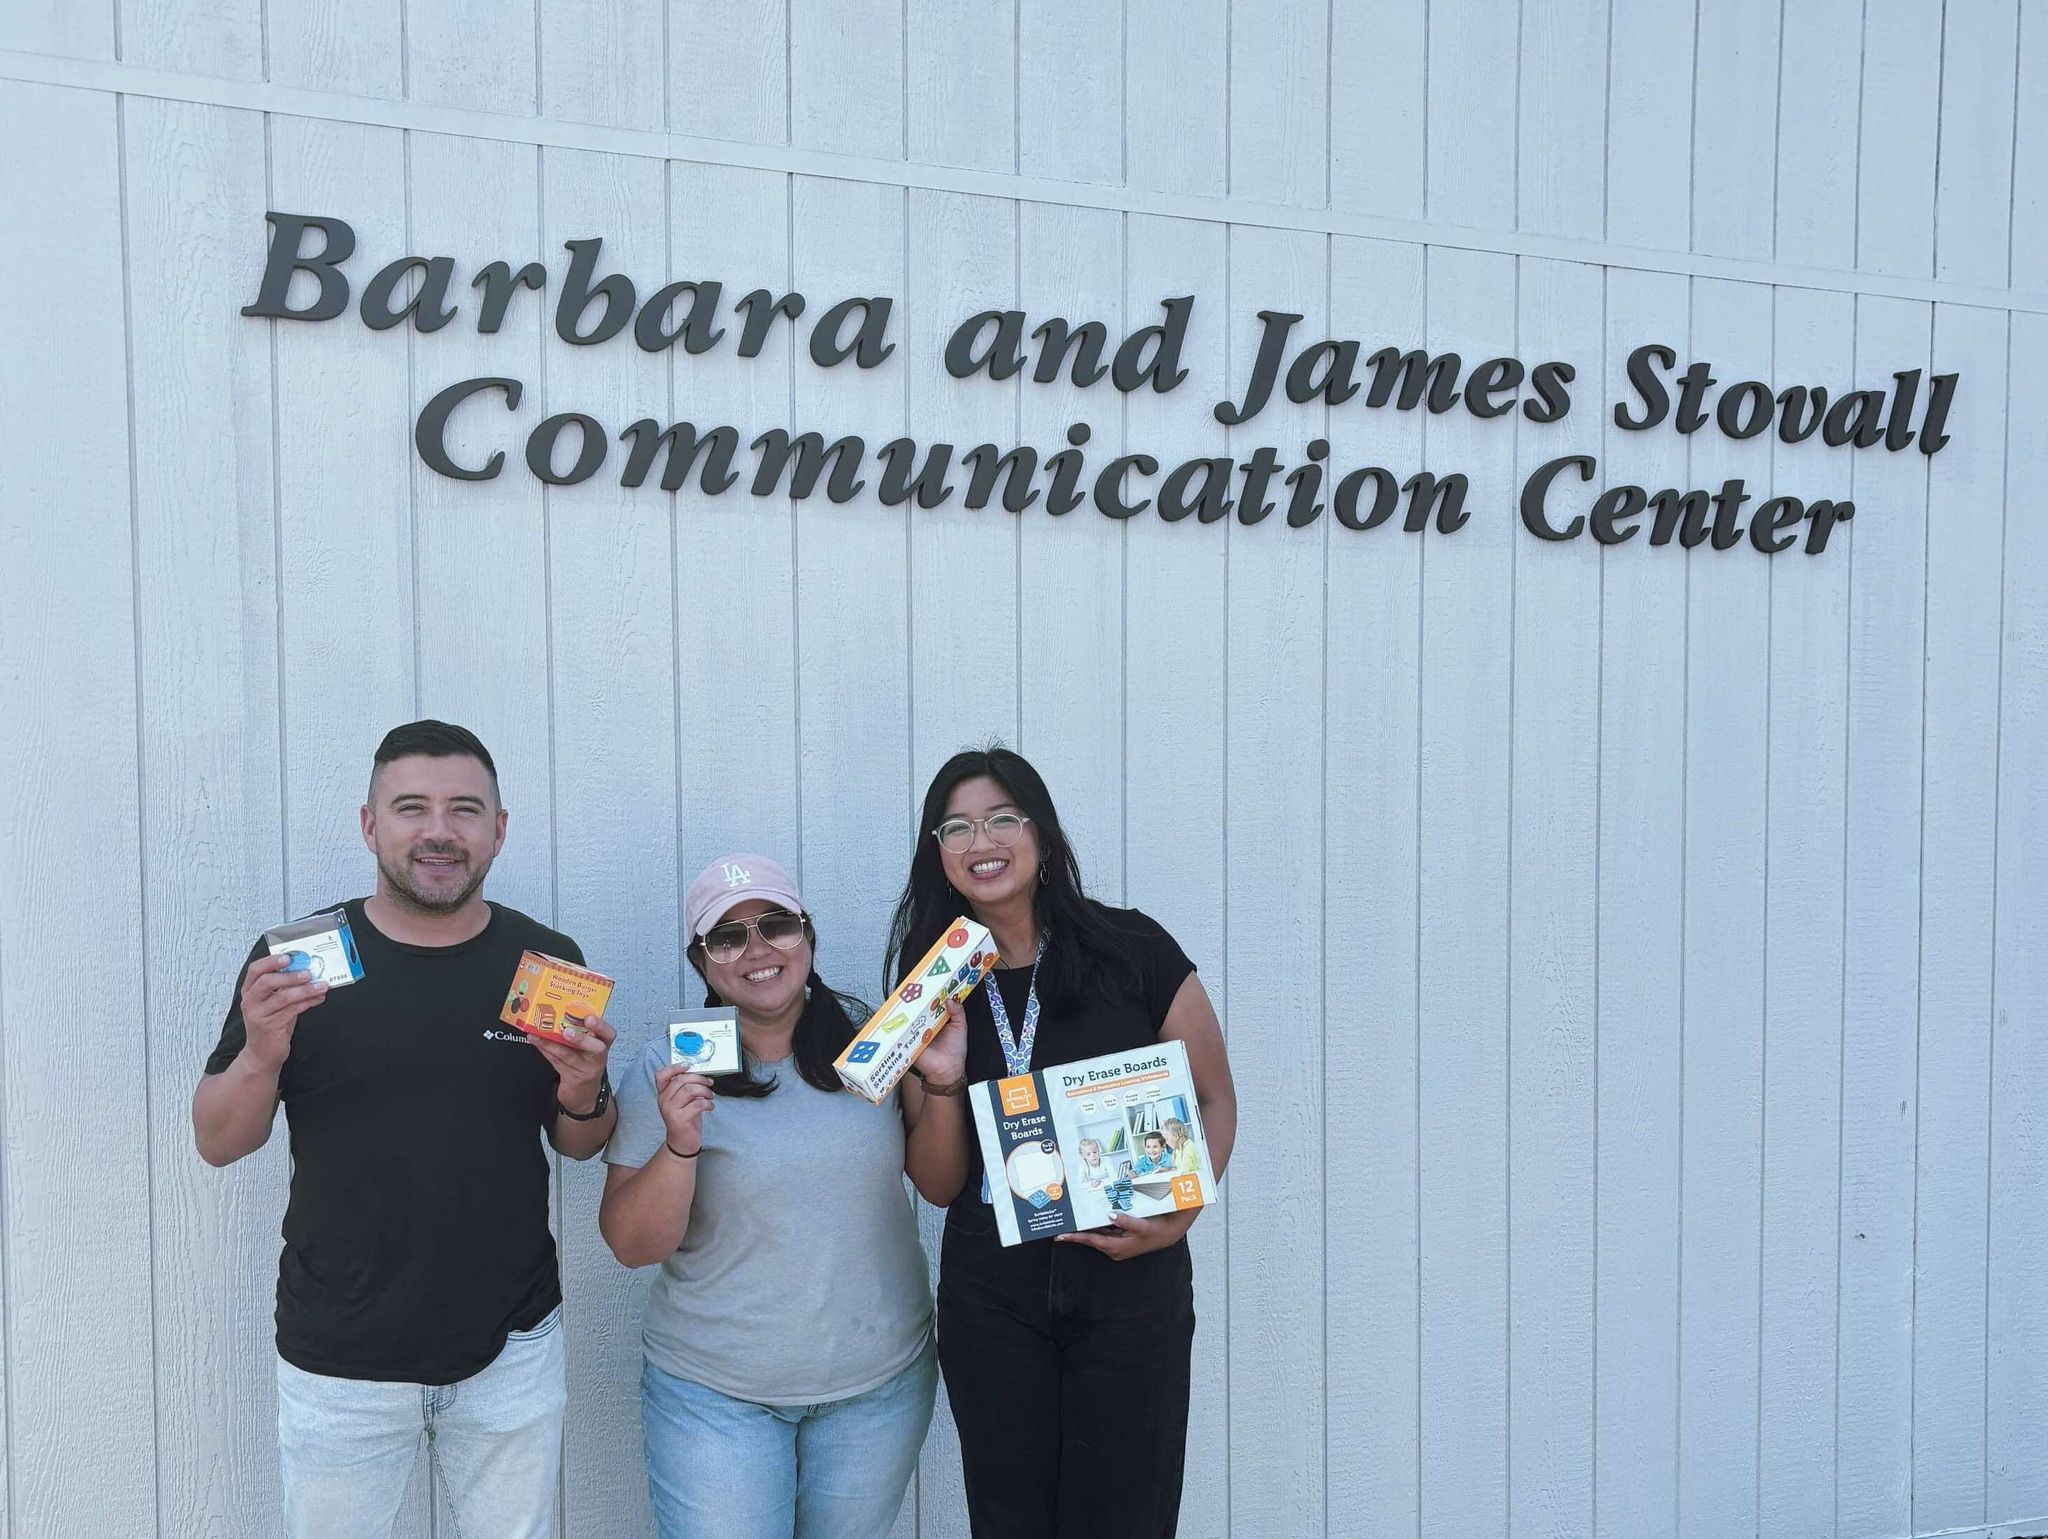 Barbara and James Stovall
Communication Center
LA
BTS06
Wooden Burger
Stacking Toys
Sorting &
Stacking Toys
Dry Erase Boards
Dry Erase
Boards
12
Pack